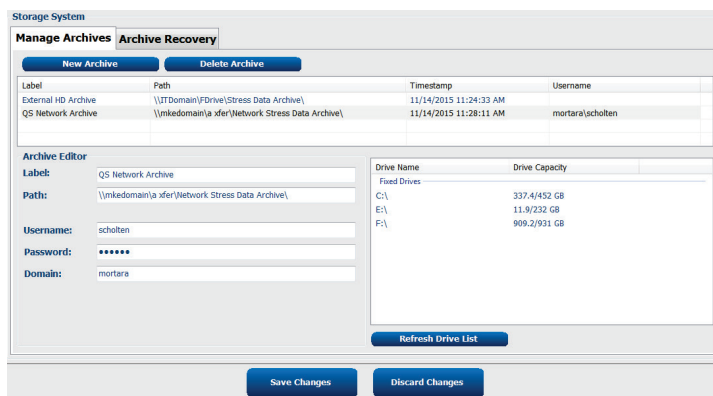 Storage System
Manage Archives Archive Recovery
New Archive Delete Archive
Label Path Timestamp Username
External HD Archive \\ITDomain\FDrive\Stress Data Archive\ 11/14/2015 11:24:33 AM
QS Network Archive \\mkedomain\a xfer\Network Stress Data Archive\ 11/14/2015 11:28:11 AM mortara\scholten
Archive Editor
Label: QS Network Archive
Path: \\mkedomain\a xfer\Network Stress Data Archive\
Username: scholten
Password: ●●●●●●
Domain: mortara
Drive Name Drive Capacity
Fixed Drives
C:\ 337.4/452 GB
E:\ 11.9/232 GB
F:\ 909.2/931 GB
Refresh Drive List
Save Changes Discard Changes